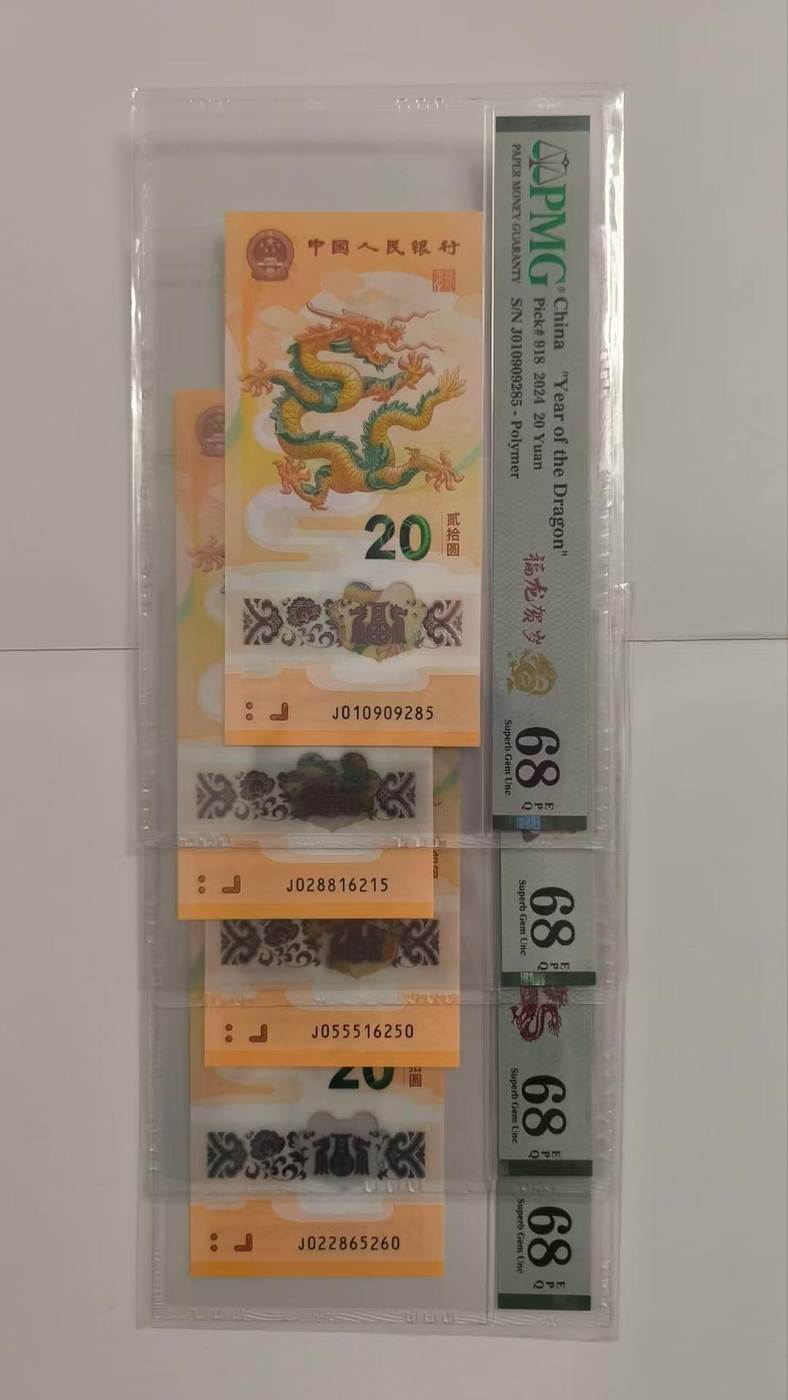 中国人民银行
20
贰拾圆
J010909285
PMG
PAPER MONEY GUARANTY
China "Year of the Dragon"
Pick# 918 2024 20 Yuan
S/N J010909285 - Polymer
福龙贺岁
68
EPQ
Superb Gem Unc
J028816215
68
EPQ
Superb Gem Unc
J055516250
68
EPQ
Superb Gem Unc
20
圆
J022865260
68
EPQ
Superb Gem Unc